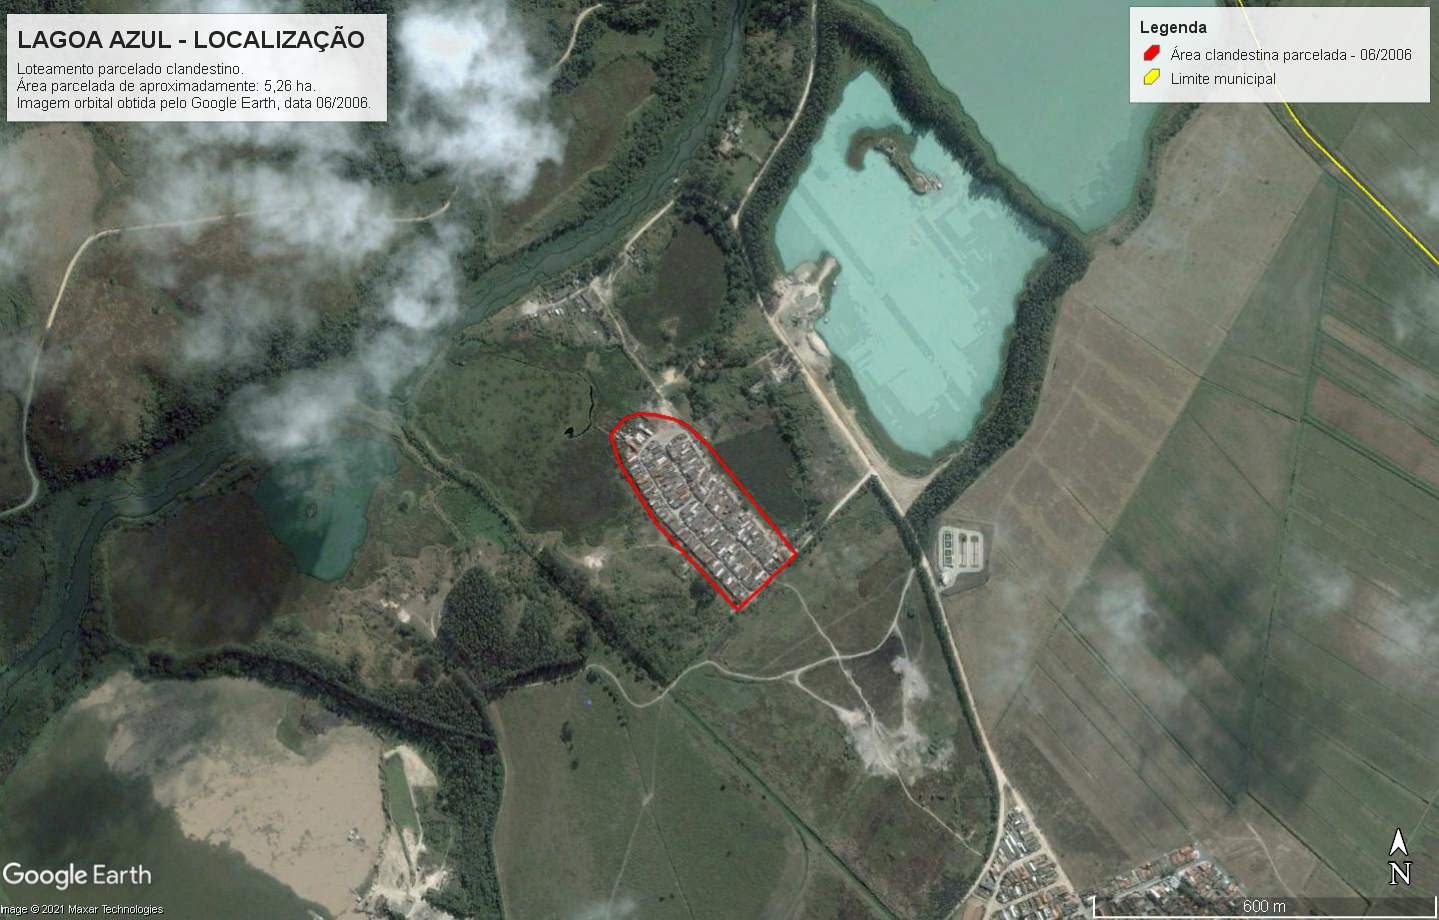 LAGOA AZUL - LOCALIZAÇÃO
Loteamento parcelado clandestino.
Área parcelada de aproximadamente: 5,26 ha.
Imagem orbital obtida pelo Google Earth, data 06/2006.
Legenda
Área clandestina parcelada - 06/2006
Limite municipal
N
600 m
Google Earth
Image © 2021 Maxar Technologies